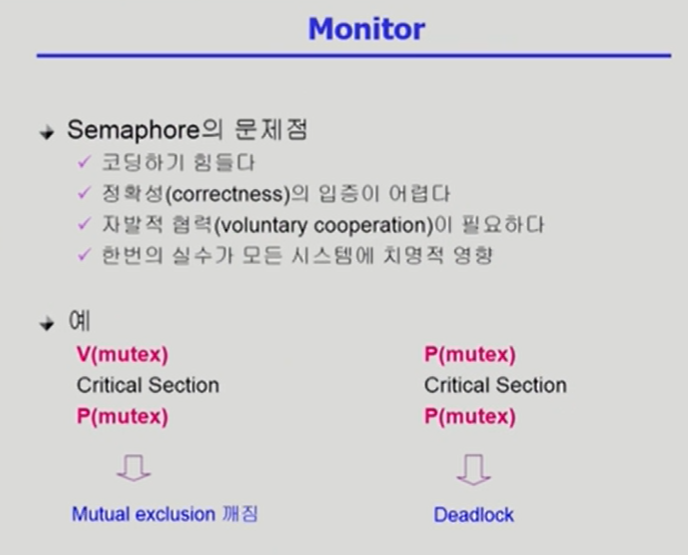 Monitor
Semaphore의 문제점
코딩하기 힘들다
정확성(correctness)의 입증이 어렵다
자발적 협력(voluntary cooperation)이 필요하다
한번의 실수가 모든 시스템에 치명적 영향
예
V(mutex)
Critical Section
P(mutex)
Mutual exclusion 깨짐
P(mutex)
Critical Section
P(mutex)
Deadlock